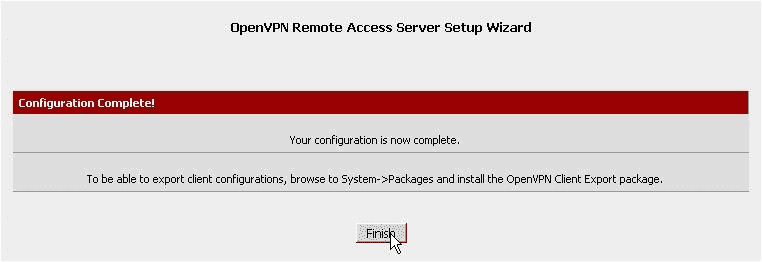 OpenVPN Remote Access Server Setup Wizard
Configuration Complete!
Your configuration is now complete.
To be able to export client configurations, browse to System->Packages and install the OpenVPN Client Export package.
Finish